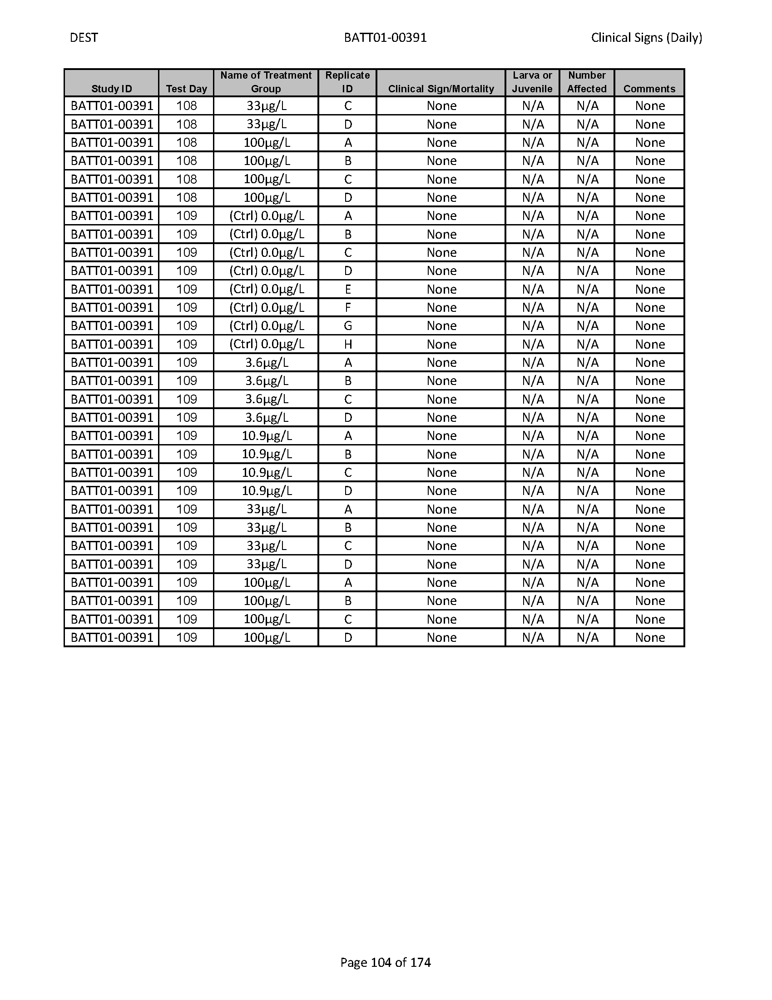 DEST BATT01-00391 Clinical Signs (Daily)
Study ID Test Day Name of Treatment Group Replicate ID Clinical Sign/Mortality Larva or Juvenile Number Affected Comments
BATT01-00391 108 33µg/L C None N/A N/A None
BATT01-00391 108 33µg/L D None N/A N/A None
BATT01-00391 108 100µg/L A None N/A N/A None
BATT01-00391 108 100µg/L B None N/A N/A None
BATT01-00391 108 100µg/L C None N/A N/A None
BATT01-00391 108 100µg/L D None N/A N/A None
BATT01-00391 109 (Ctrl) 0.0µg/L A None N/A N/A None
BATT01-00391 109 (Ctrl) 0.0µg/L B None N/A N/A None
BATT01-00391 109 (Ctrl) 0.0µg/L C None N/A N/A None
BATT01-00391 109 (Ctrl) 0.0µg/L D None N/A N/A None
BATT01-00391 109 (Ctrl) 0.0µg/L E None N/A N/A None
BATT01-00391 109 (Ctrl) 0.0µg/L F None N/A N/A None
BATT01-00391 109 (Ctrl) 0.0µg/L G None N/A N/A None
BATT01-00391 109 (Ctrl) 0.0µg/L H None N/A N/A None
BATT01-00391 109 3.6µg/L A None N/A N/A None
BATT01-00391 109 3.6µg/L B None N/A N/A None
BATT01-00391 109 3.6µg/L C None N/A N/A None
BATT01-00391 109 3.6µg/L D None N/A N/A None
BATT01-00391 109 10.9µg/L A None N/A N/A None
BATT01-00391 109 10.9µg/L B None N/A N/A None
BATT01-00391 109 10.9µg/L C None N/A N/A None
BATT01-00391 109 10.9µg/L D None N/A N/A None
BATT01-00391 109 33µg/L A None N/A N/A None
BATT01-00391 109 33µg/L B None N/A N/A None
BATT01-00391 109 33µg/L C None N/A N/A None
BATT01-00391 109 33µg/L D None N/A N/A None
BATT01-00391 109 100µg/L A None N/A N/A None
BATT01-00391 109 100µg/L B None N/A N/A None
BATT01-00391 109 100µg/L C None N/A N/A None
BATT01-00391 109 100µg/L D None N/A N/A None
Page 104 of 174